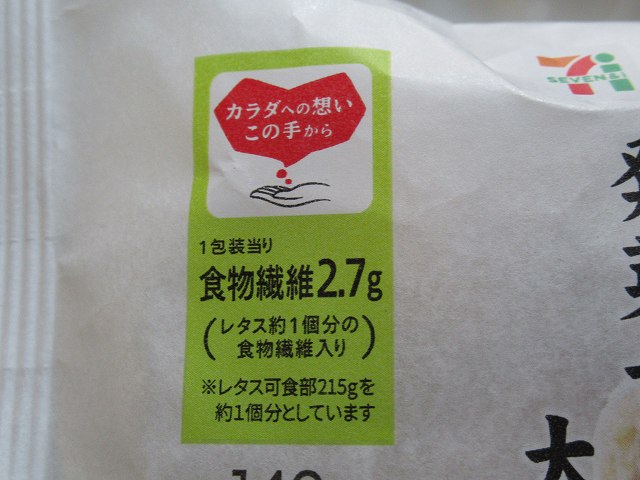 カラダへの想い
この手から
SEVEN&i
1包装当り
食物繊維2.7g
(レタス約1個分の
食物繊維入り)
※レタス可食部215gを
約1個分としています
大